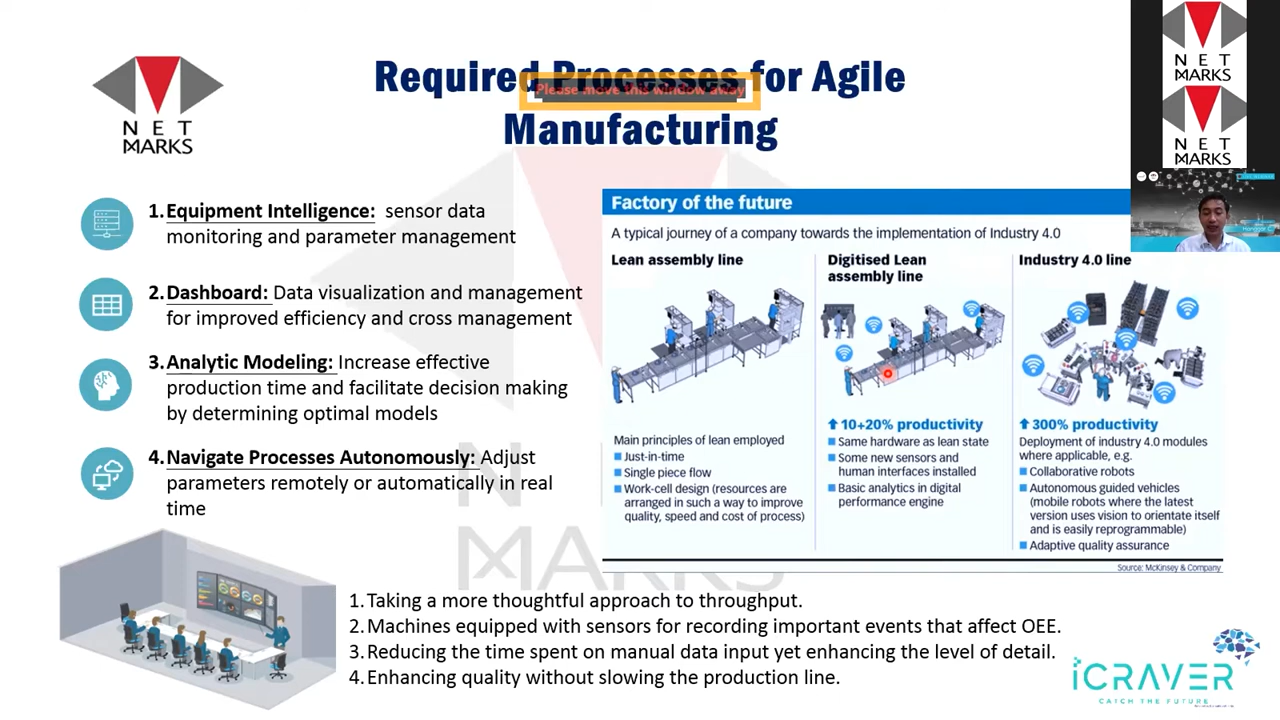 Required Processes for Agile
Please move this window away
Manufacturing
NET
MARKS
1. Equipment Intelligence: sensor data
monitoring and parameter management
2. Dashboard: Data visualization and management
for improved efficiency and cross management
3. Analytic Modeling: Increase effective
production time and facilitate decision making
by determining optimal models
4. Navigate Processes Autonomously: Adjust
parameters remotely or automatically in real
time
Factory of the future
A typical journey of a company towards the implementation of Industry 4.0
Lean assembly line
Main principles of lean employed
Just-in-time
Single piece flow
Work-cell design (resources are
arranged in such a way to improve
quality, speed and cost of process)
Digitised Lean
assembly line
10+20% productivity
Same hardware as lean state
Some new sensors and
human interfaces installed
Basic analytics in digital
performance engine
Industry 4.0 line
300% productivity
Deployment of industry 4.0 modules
where applicable, e.g.
Collaborative robots
Autonomous guided vehicles
(mobile robots where the latest
version uses vision to orientate itself
and is easily reprogrammable)
Adaptive quality assurance
Source: McKinsey & Company
1. Taking a more thoughtful approach to throughput.
2. Machines equipped with sensors for recording important events that affect OEE.
3. Reducing the time spent on manual data input yet enhancing the level of detail.
4. Enhancing quality without slowing the production line.
NET
MARKS
NET
MARKS
MARKS
iCRAVER
CATCH THE FUTURE